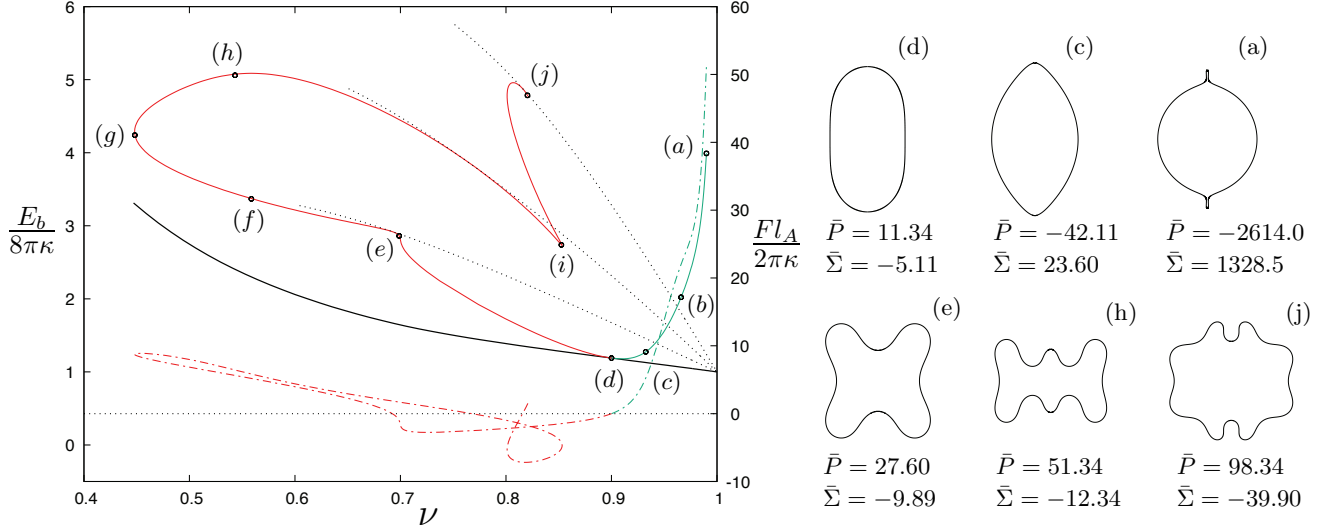 6
5
4
3
2
1
0
E_b
8πκ
0.4
0.5
0.6
0.7
0.8
0.9
1
ν
60
50
40
30
20
10
0
-10
Fl_A
2πκ
(h)
(g)
(f)
(e)
(j)
(i)
(a)
(b)
(c)
(d)
(d)
(c)
(a)
P̄ = 11.34
Σ̄ = −5.11
P̄ = −42.11
Σ̄ = 23.60
P̄ = −2614.0
Σ̄ = 1328.5
(e)
(h)
(j)
P̄ = 27.60
Σ̄ = −9.89
P̄ = 51.34
Σ̄ = −12.34
P̄ = 98.34
Σ̄ = −39.90